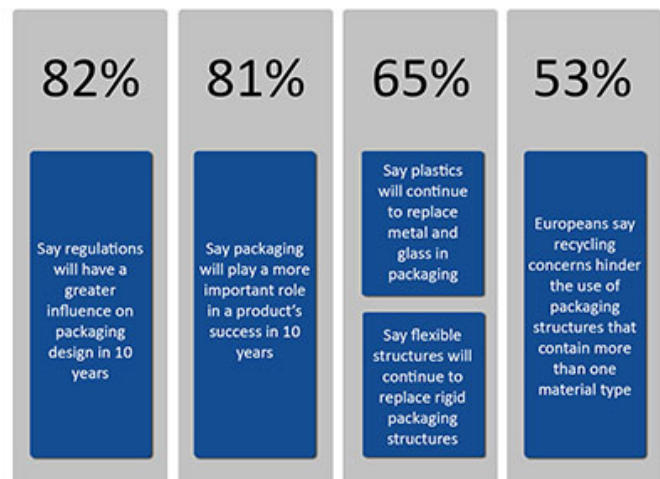 82%
Say regulations
will have a
greater
influence on
packaging
design in 10
years
81%
Say packaging
will play a more
important role
in a product's
success in 10
years
65%
Say plastics
will continue
to replace
metal and
glass in
packaging
Say flexible
structures will
continue to
replace rigid
packaging
structures
53%
Europeans say
recycling
concerns hinder
the use of
packaging
structures that
contain more
than one
material type